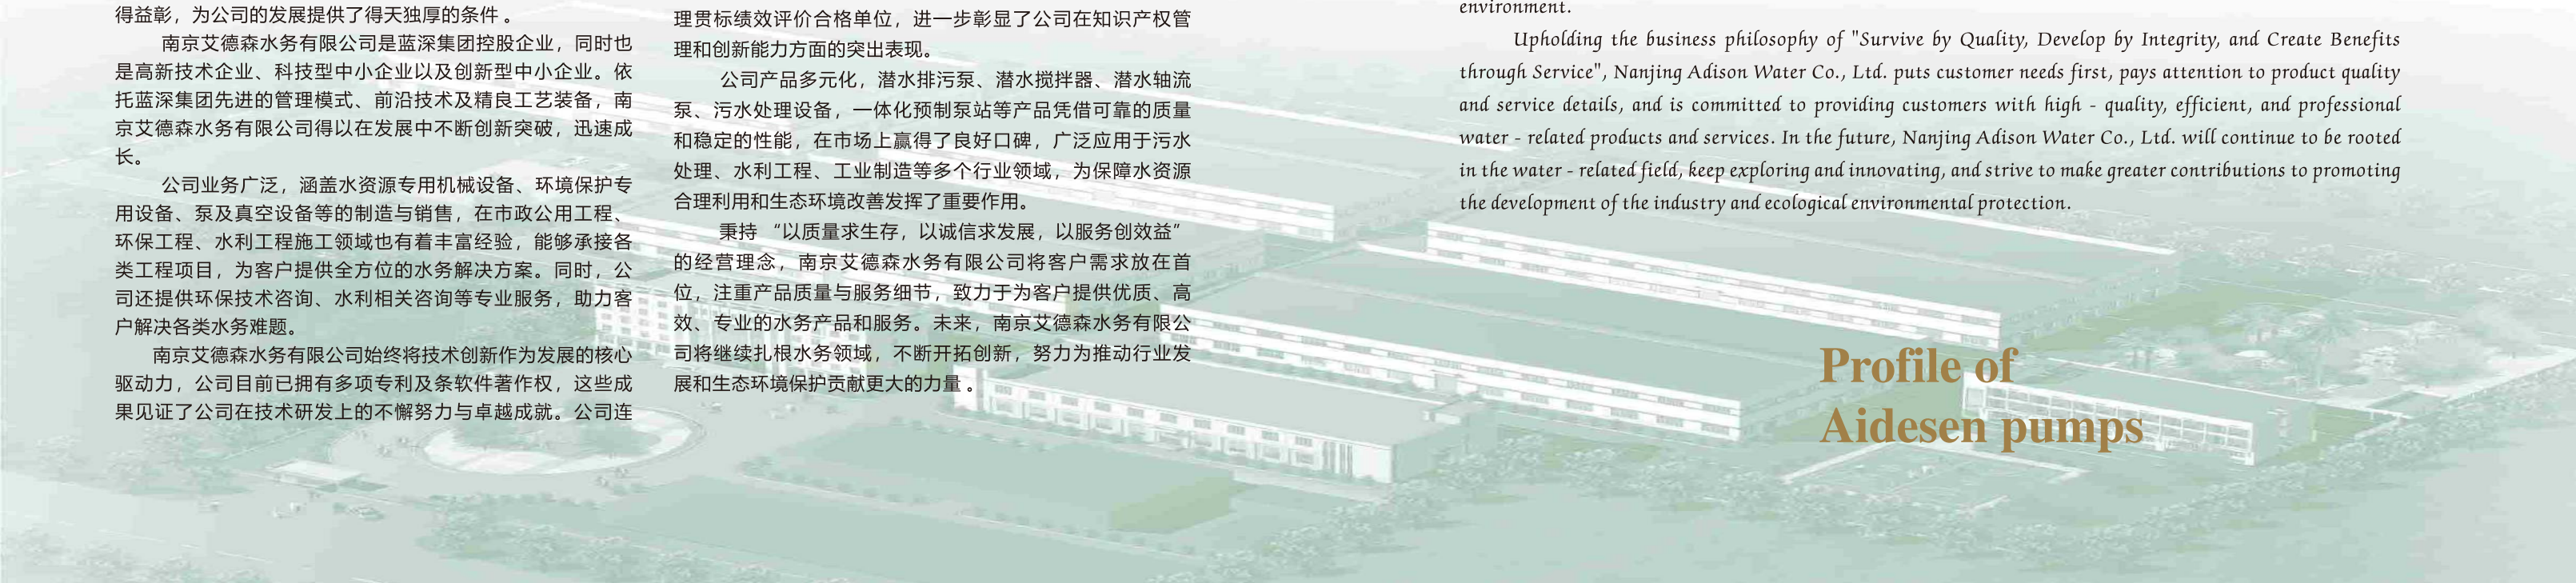 得益彰，为公司的发展提供了得天独厚的条件。
南京艾德森水务有限公司是蓝深集团控股企业，同时也
是高新技术企业、科技型中小企业以及创新型中小企业。依
托蓝深集团先进的管理模式、前沿技术及精良工艺装备，南
京艾德森水务有限公司得以在发展中不断创新突破，迅速成
长。
公司业务广泛，涵盖水资源专用机械设备、环境保护专
用设备、泵及真空设备等的制造与销售，在市政公用工程、
环保工程、水利工程施工领域也有着丰富经验，能够承接各
类工程项目，为客户提供全方位的水务解决方案。同时，公
司还提供环保技术咨询、水利相关咨询等专业服务，助力客
户解决各类水务难题。
南京艾德森水务有限公司始终将技术创新作为发展的核心
驱动力，公司目前已拥有多项专利及条软件著作权，这些成
果见证了公司在技术研发上的不懈努力与卓越成就。公司连
理贯标绩效评价合格单位，进一步彰显了公司在知识产权管
理和创新能力方面的突出表现。
公司产品多元化，潜水排污泵、潜水搅拌器、潜水轴流
泵、污水处理设备，一体化预制泵站等产品凭借可靠的质量
和稳定的性能，在市场上赢得了良好口碑，广泛应用于污水
处理、水利工程、工业制造等多个行业领域，为保障水资源
合理利用和生态环境改善发挥了重要作用。
秉持 “以质量求生存，以诚信求发展，以服务创效益”
的经营理念，南京艾德森水务有限公司将客户需求放在首
位，注重产品质量与服务细节，致力于为客户提供优质、高
效、专业的水务产品和服务。未来，南京艾德森水务有限公
司将继续扎根水务领域，不断开拓创新，努力为推动行业发
展和生态环境保护贡献更大的力量。
environment.
Upholding the business philosophy of "Survive by Quality, Develop by Integrity, and Create Benefits
through Service", Nanjing Adison Water Co., Ltd. puts customer needs first, pays attention to product quality
and service details, and is committed to providing customers with high - quality, efficient, and professional
water - related products and services. In the future, Nanjing Adison Water Co., Ltd. will continue to be rooted
in the water - related field, keep exploring and innovating, and strive to make greater contributions to promoting
the development of the industry and ecological environmental protection.
Profile of
Aidesen pumps